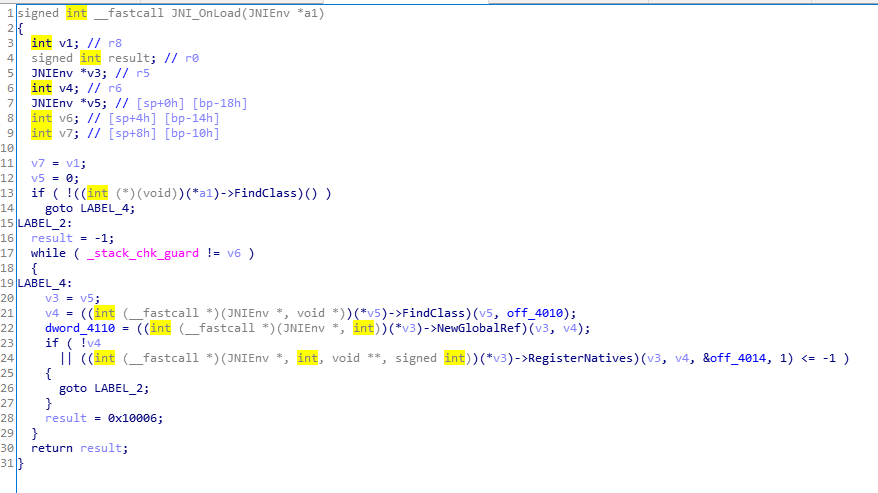 1 signed int __fastcall JNI_OnLoad(JNIEnv *a1)
2 {
3   int v1; // r8
4   signed int result; // r0
5   JNIEnv *v3; // r5
6   int v4; // r6
7   JNIEnv *v5; // [sp+0h] [bp-18h]
8   int v6; // [sp+4h] [bp-14h]
9   int v7; // [sp+8h] [bp-10h]
10
11   v7 = v1;
12   v5 = 0;
13   if ( !((int (*)(void))(*a1)->FindClass)() )
14     goto LABEL_4;
15 LABEL_2:
16   result = -1;
17   while ( _stack_chk_guard != v6 )
18   {
19 LABEL_4:
20     v3 = v5;
21     v4 = ((int (__fastcall *)(JNIEnv *, void *))(*v5)->FindClass)(v5, off_4010);
22     dword_4110 = ((int (__fastcall *)(JNIEnv *, int))(*v3)->NewGlobalRef)(v3, v4);
23     if ( !v4
24       || ((int (__fastcall *)(JNIEnv *, int, void **, signed int))(*v3)->RegisterNatives)(v3, v4, &off_4014, 1) <= -1 )
25     {
26       goto LABEL_2;
27     }
28     result = 0x10006;
29   }
30   return result;
31 }